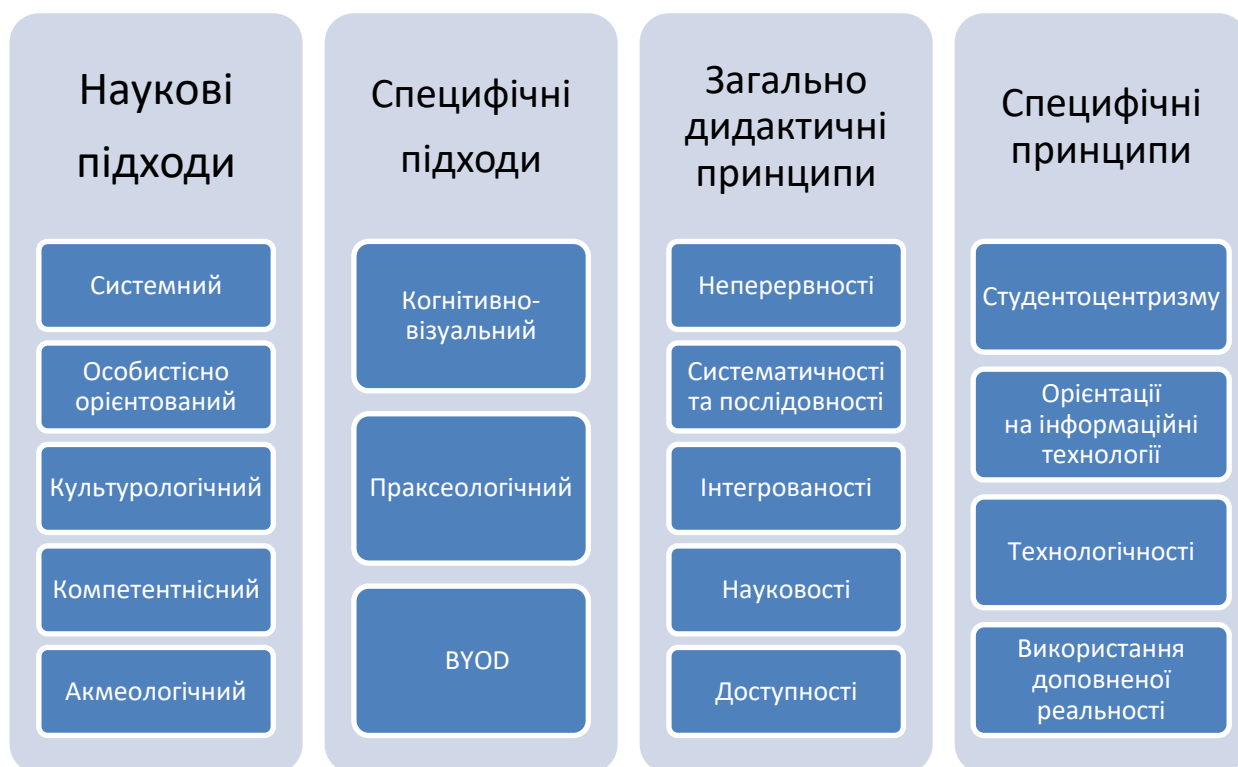 Наукові
підходи
Системний
Особистісно
орієнтований
Культурологічний
Компетентнісний
Акмеологічний
Специфічні
підходи
Когнітивно-
візуальний
Праксеологічний
BYOD
Загально
дидактичні
принципи
Неперервності
Систематичності
та послідовності
Інтегрованості
Науковості
Доступності
Специфічні
принципи
Студентоцентризму
Орієнтації
на інформаційні
технології
Технологічності
Використання
доповненої
реальності